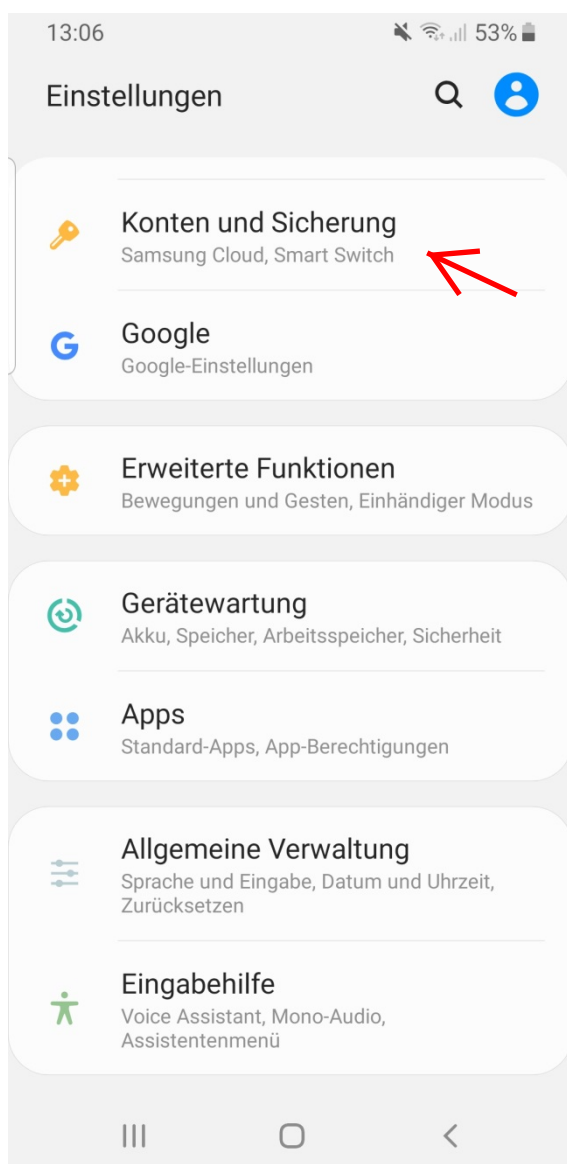 13:06
53%
Einstellungen
Konten und Sicherung
Samsung Cloud, Smart Switch
Google
Google-Einstellungen
Erweiterte Funktionen
Bewegungen und Gesten, Einhändiger Modus
Gerätewartung
Akku, Speicher, Arbeitsspeicher, Sicherheit
Apps
Standard-Apps, App-Berechtigungen
Allgemeine Verwaltung
Sprache und Eingabe, Datum und Uhrzeit,
Zurücksetzen
Eingabehilfe
Voice Assistant, Mono-Audio,
Assistentenmenü